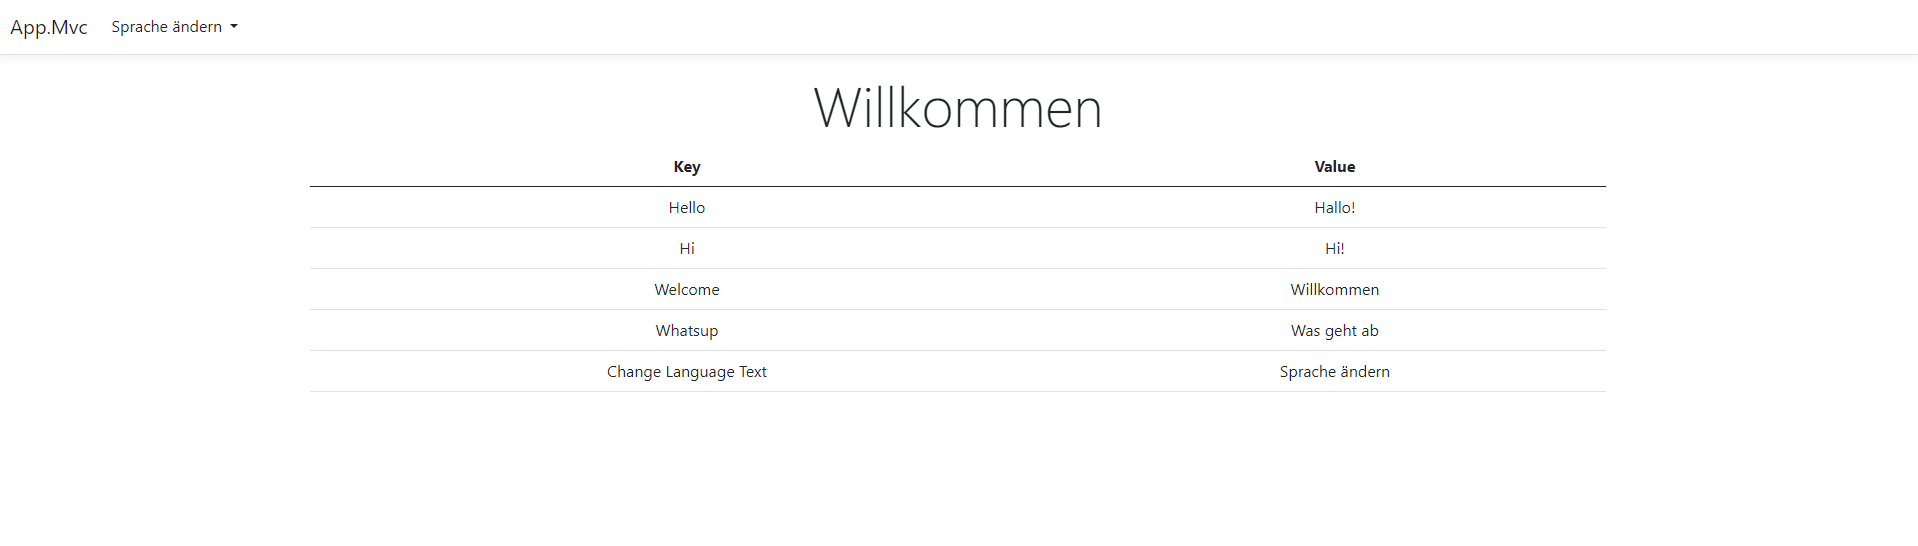 App.Mvc Sprache ändern
Willkommen
Key Value
Hello Hallo!
Hi Hi!
Welcome Willkommen
Whatsup Was geht ab
Change Language Text Sprache ändern